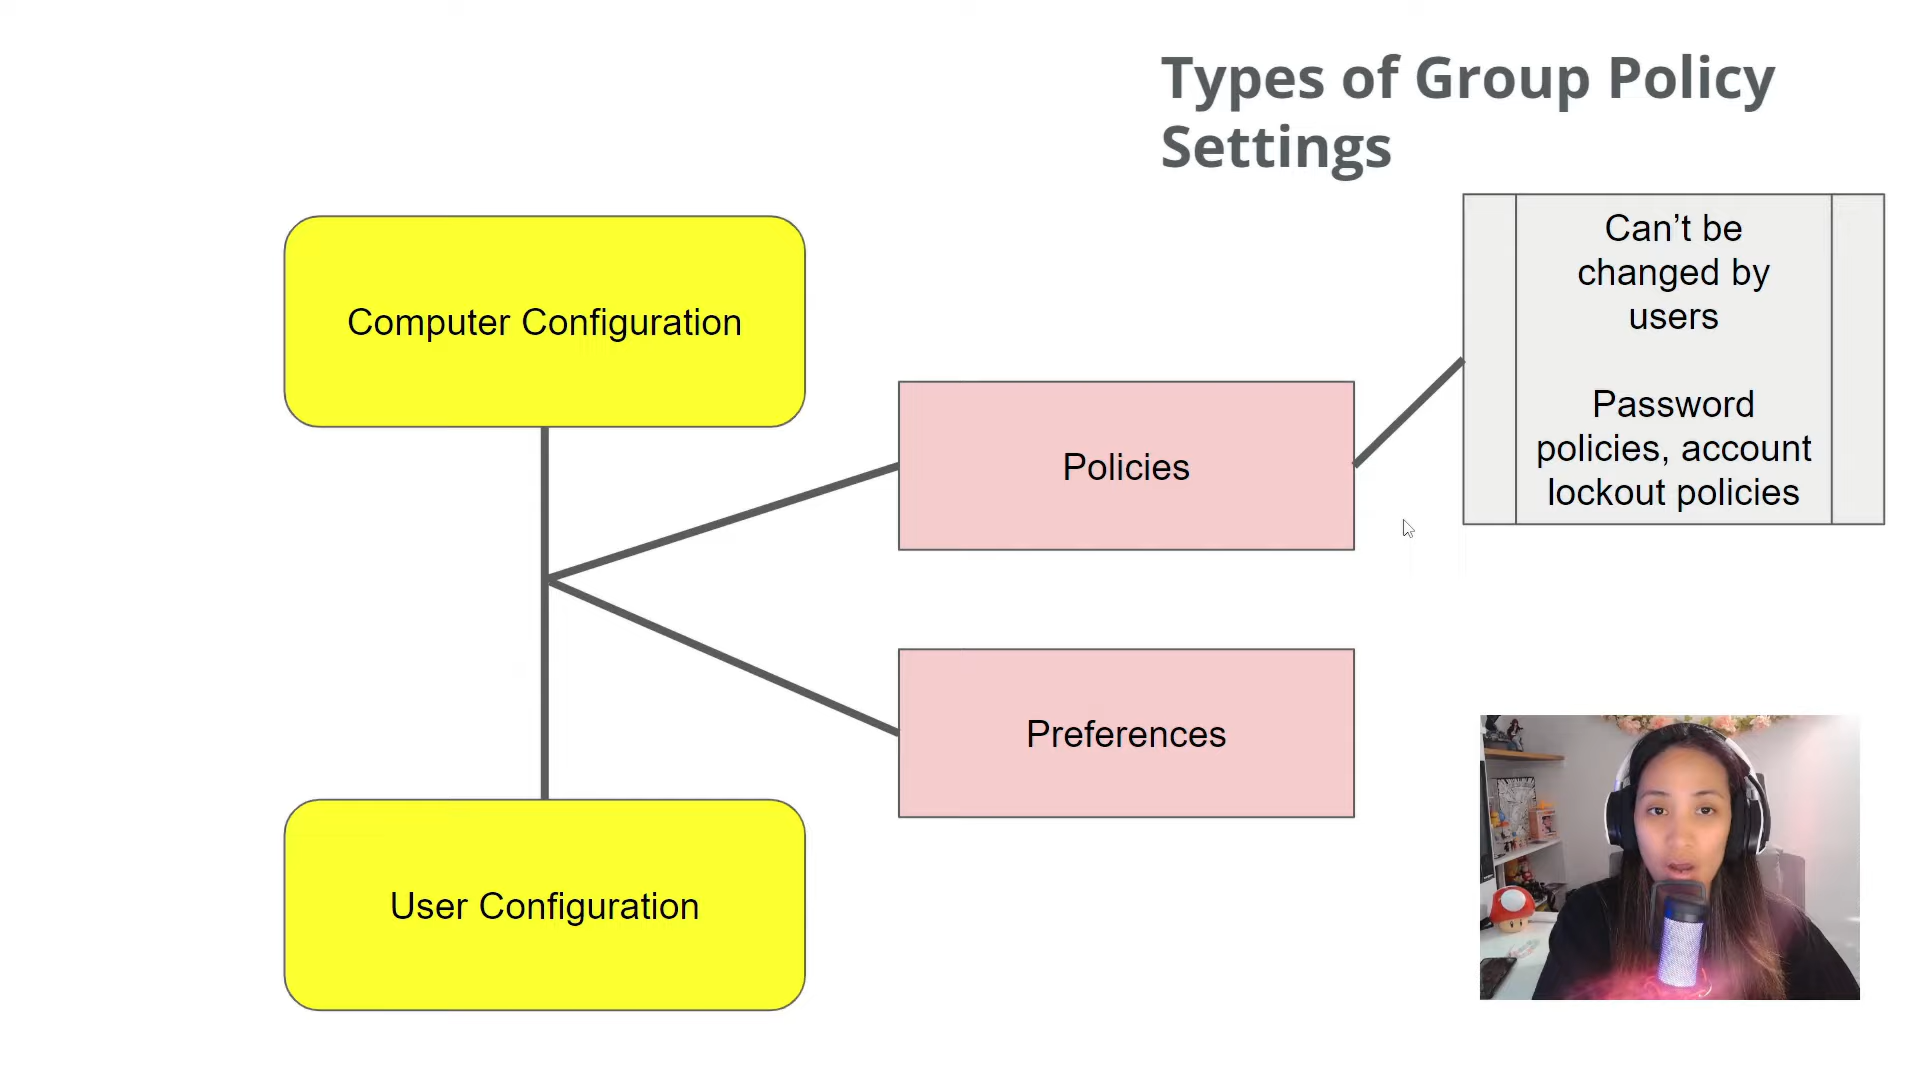 Types of Group Policy
Settings
Computer Configuration
Can’t be
changed by
users
Password
policies, account
lockout policies
Policies
Preferences
User Configuration